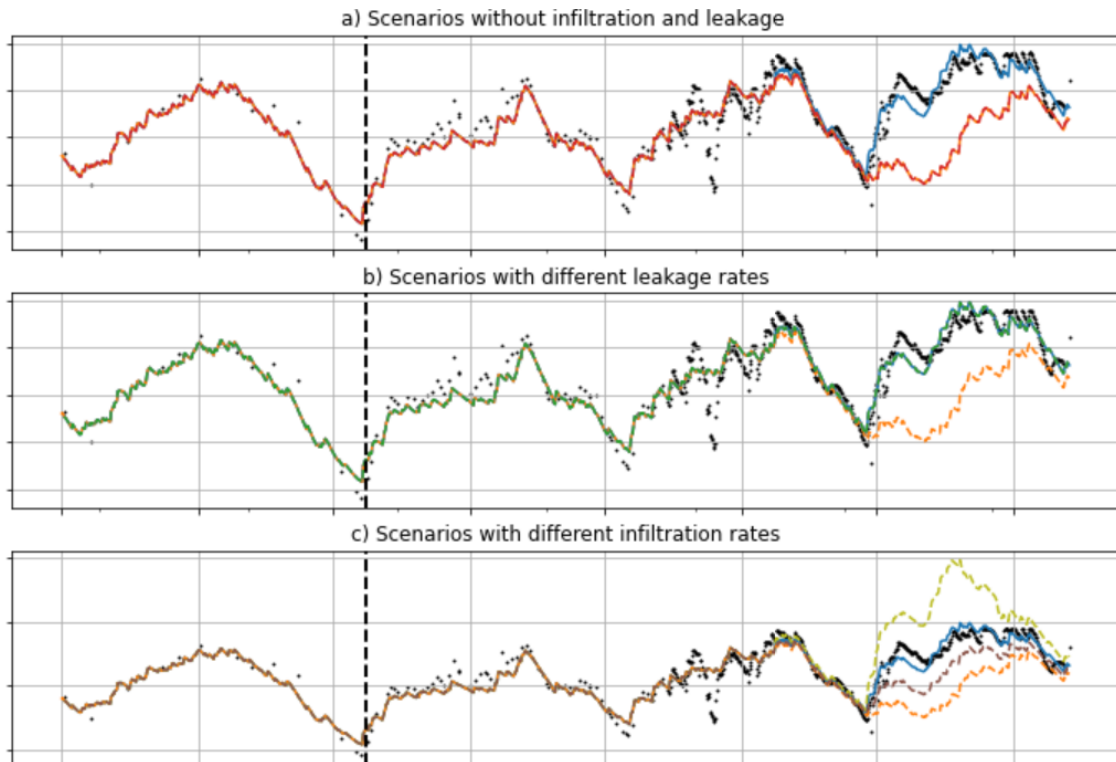 a) Scenarios without infiltration and leakage
b) Scenarios with different leakage rates
c) Scenarios with different infiltration rates